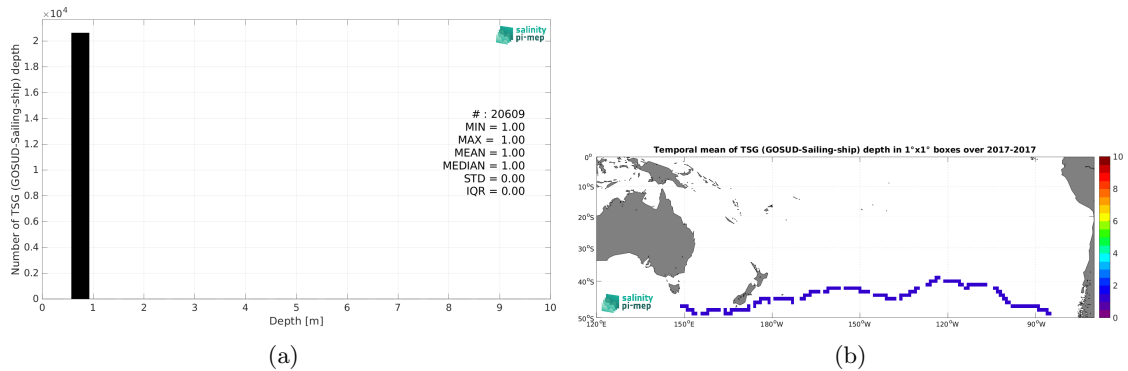 ×10⁴
2
1.8
1.6
1.4
1.2
1
0.8
0.6
0.4
0.2
0
Number of TSG (GOSUD-Sailing-ship) depth
salinity
pi-mep
# : 20609
MIN = 1.00
MAX = 1.00
MEAN = 1.00
MEDIAN = 1.00
STD = 0.00
IQR = 0.00
1 2 3 4 5 6 7 8 9 10
Depth [m]
(a)
Temporal mean of TSG (GOSUD-Sailing-ship) depth in 1°x1° boxes over 2017-2017
0°
10°S
20°S
30°S
40°S
50°S
salinity
pi-mep
120°E 150°E 180°W 150°W 120°W 90°W
10
8
6
4
2
0
(b)